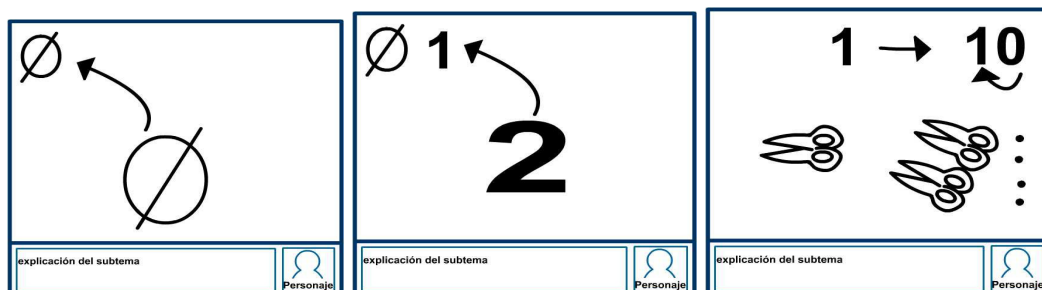 Ø
Ø
explicación del subtema
Personaje
Ø 1
2
explicación del subtema
Personaje
1 → 10
explicación del subtema
Personaje